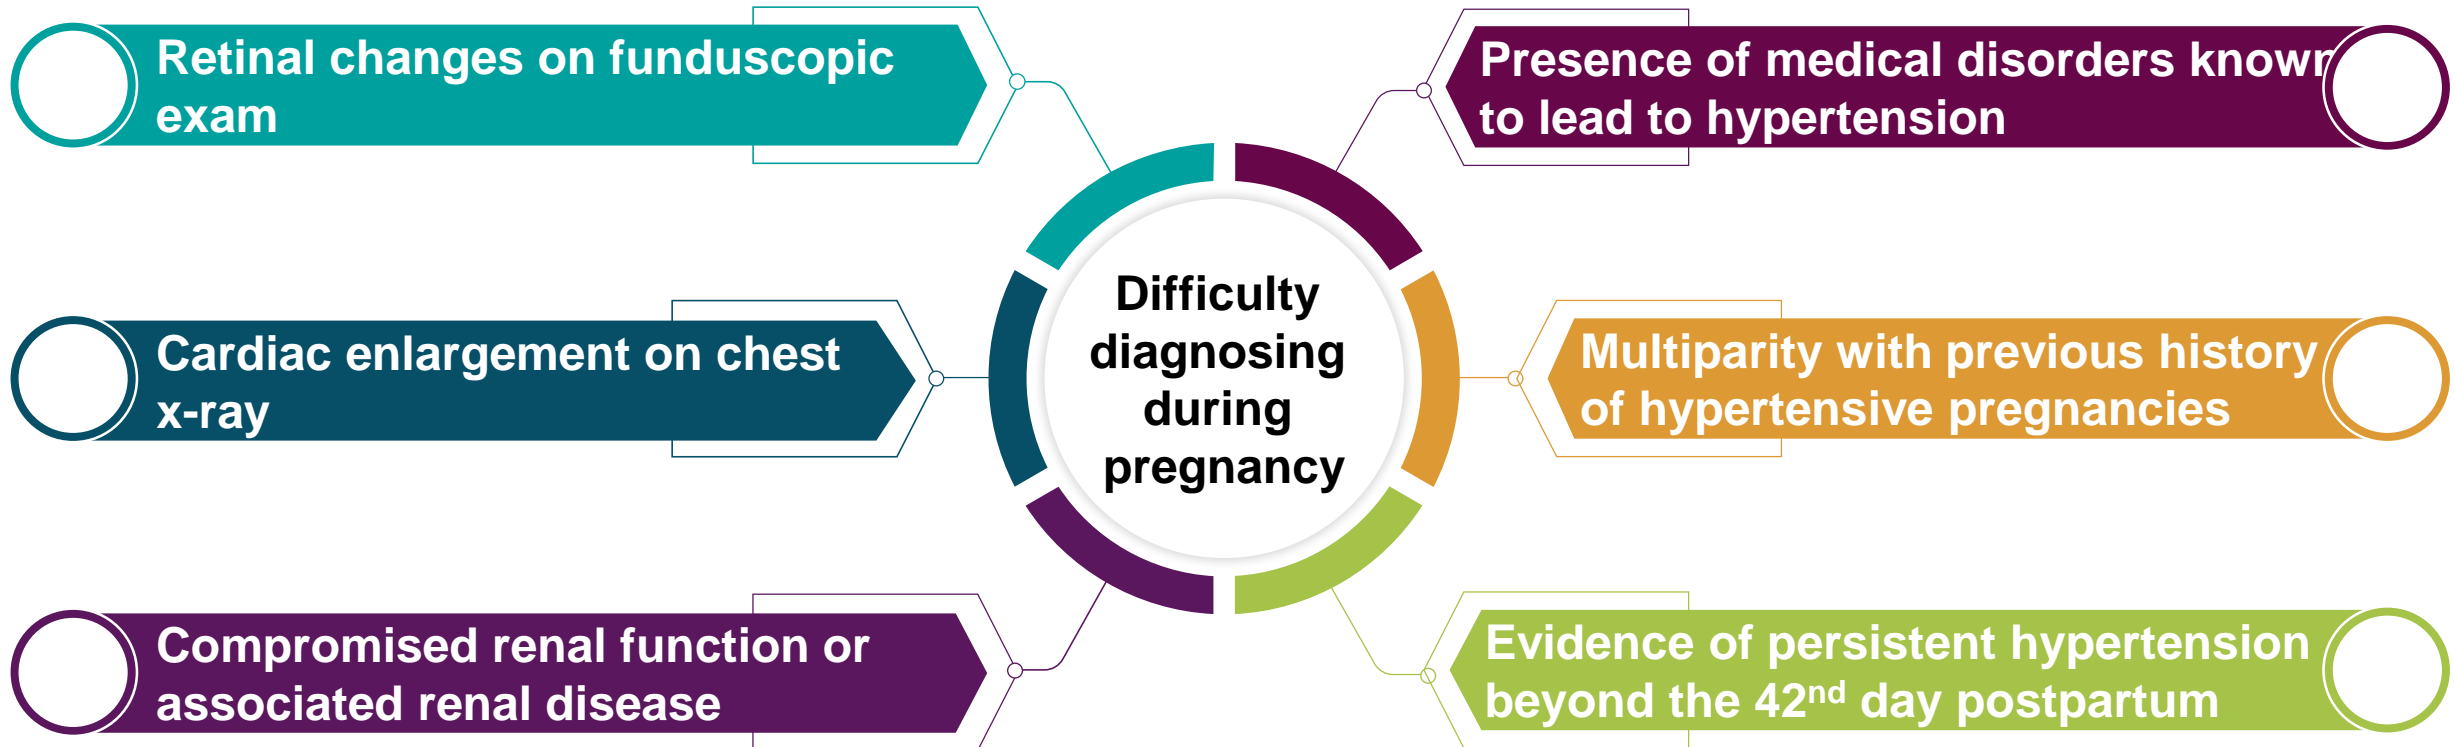 Retinal changes on funduscopic
exam
Presence of medical disorders known
to lead to hypertension
Cardiac enlargement on chest
x-ray
Difficulty
diagnosing
during
pregnancy
Multiparity with previous history
of hypertensive pregnancies
Compromised renal function or
associated renal disease
Evidence of persistent hypertension
beyond the 42nd day postpartum